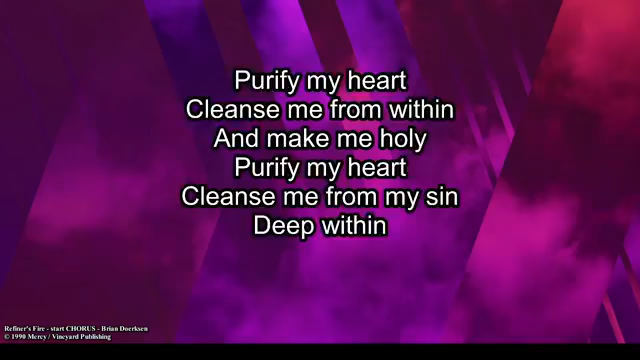 Purify my heart
Cleanse me from within
And make me holy
Purify my heart
Cleanse me from my sin
Deep within
Refiner's Fire - start CHORUS - Brian Doerksen
© 1990 Mercy / Vineyard Publishing